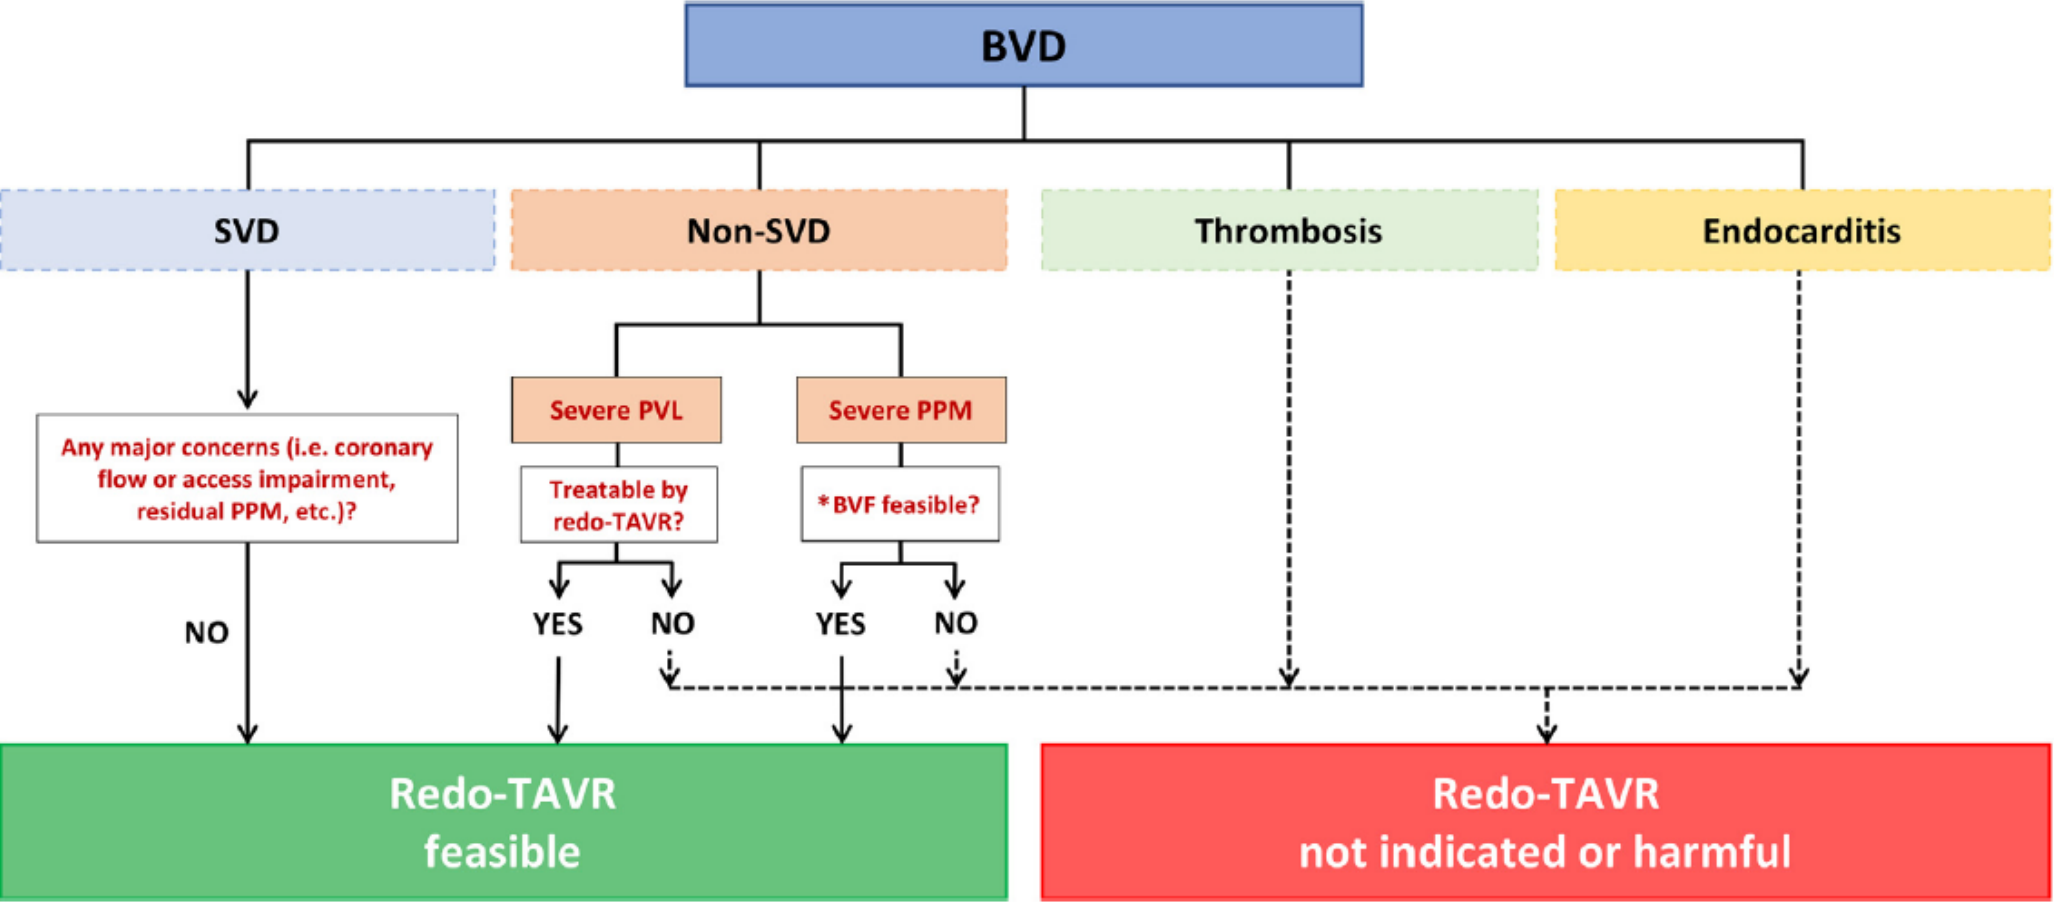 BVD
SVD
Non-SVD
Thrombosis
Endocarditis
Any major concerns (i.e. coronary
flow or access impairment,
residual PPM, etc.)?
Severe PVL
Severe PPM
Treatable by
redo-TAVR?
*BVF feasible?
NO
YES
NO
YES
NO
Redo-TAVR
feasible
Redo-TAVR
not indicated or harmful